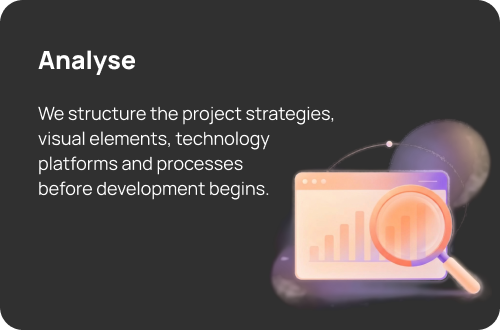 Analyse
We structure the project strategies,
visual elements, technology
platforms and processes
before development begins.